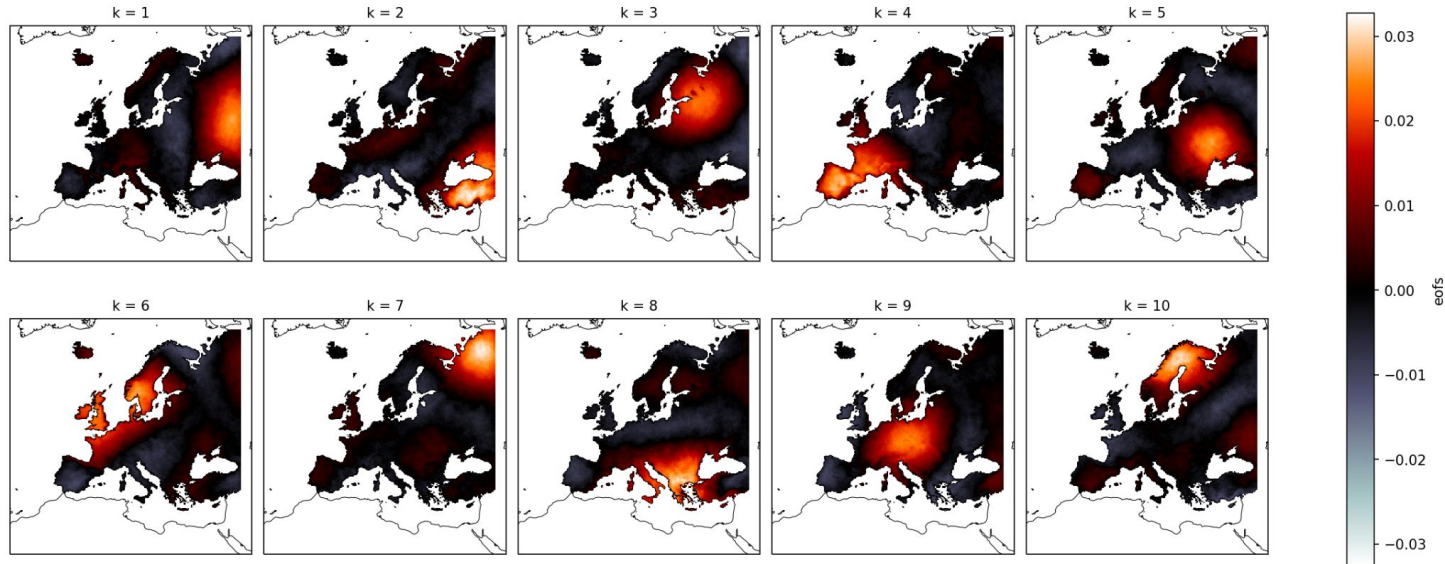 k = 1
k = 2
k = 3
k = 4
k = 5
k = 6
k = 7
k = 8
k = 9
k = 10
0.03
0.02
0.01
0.00
−0.01
−0.02
−0.03
eofs